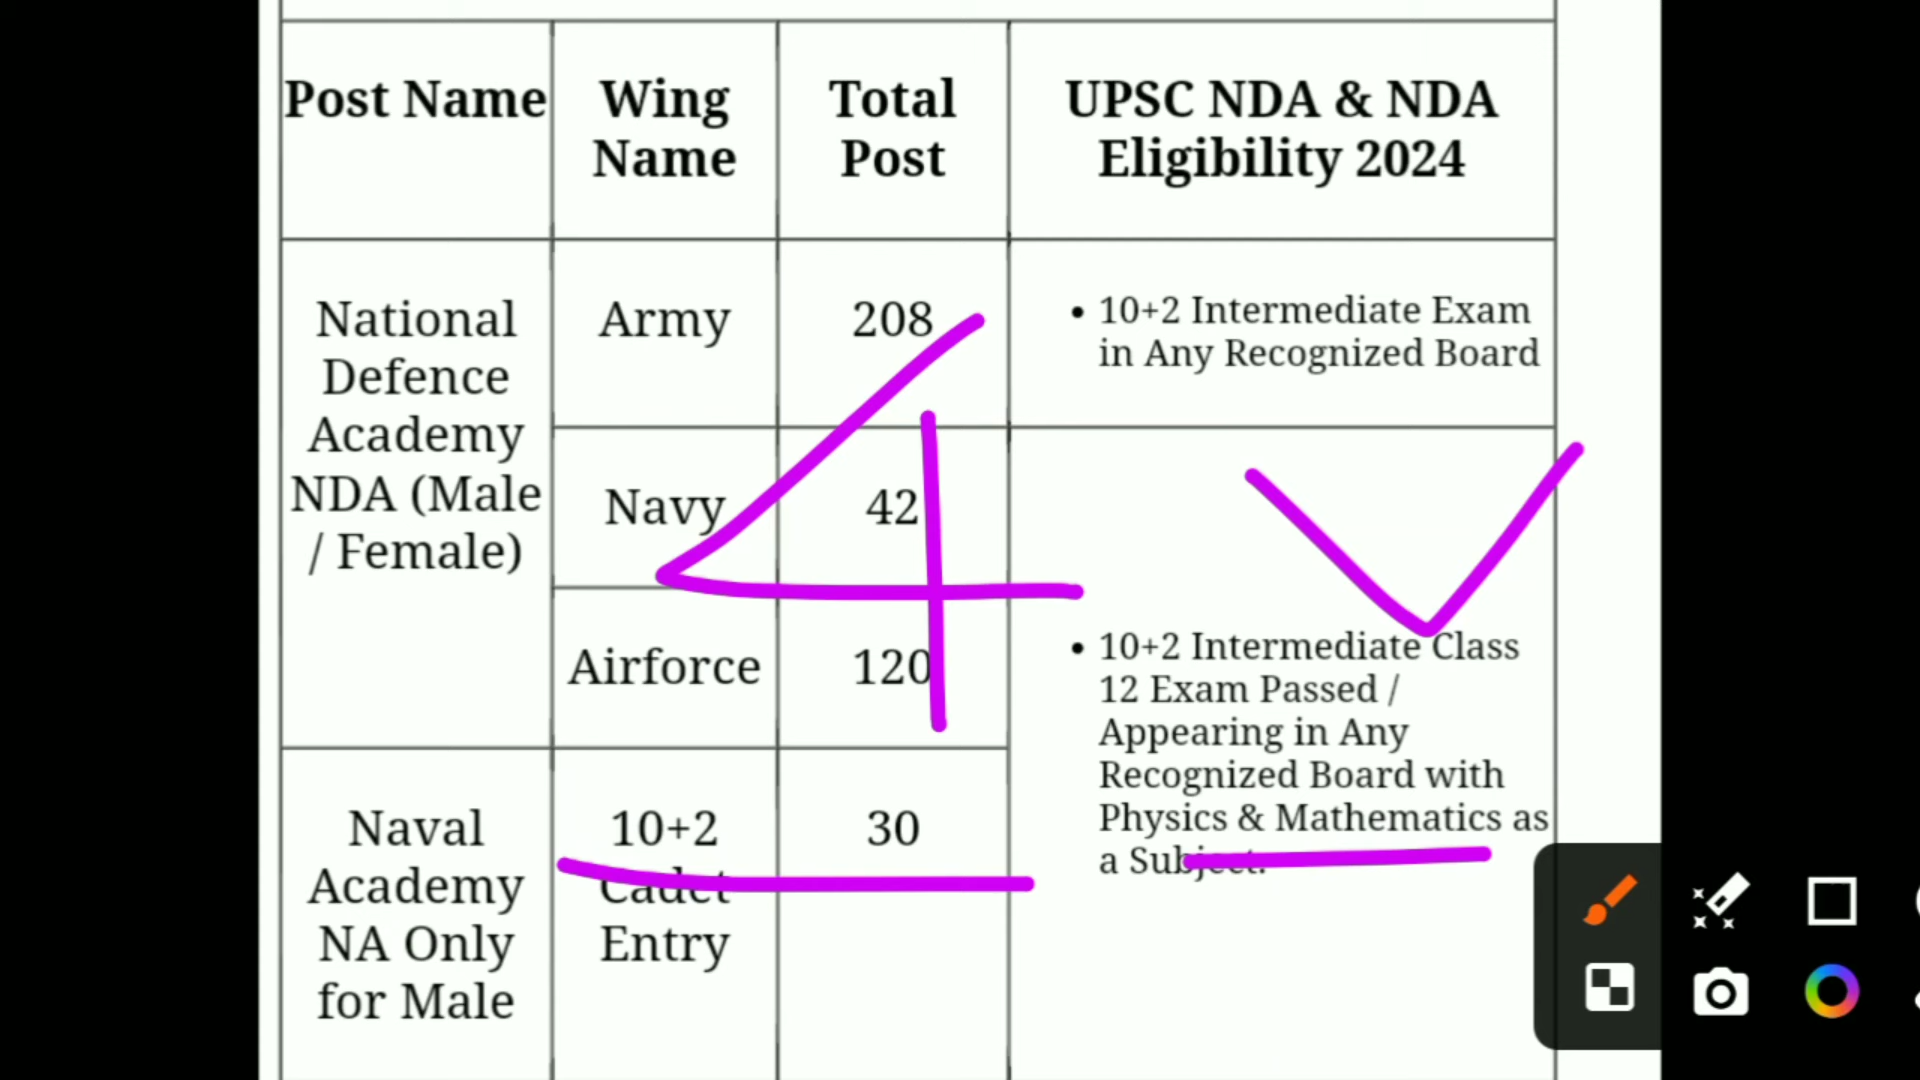 Post Name
Wing
Name
Total
Post
UPSC NDA & NDA
Eligibility 2024
National
Defence
Academy
NDA (Male
/ Female)
Army
208
• 10+2 Intermediate Exam
in Any Recognized Board
Navy
42
Airforce
120
• 10+2 Intermediate Class
12 Exam Passed /
Appearing in Any
Recognized Board with
Physics & Mathematics as
a Subject.
Naval
Academy
NA Only
for Male
10+2
Cadet
Entry
30
4